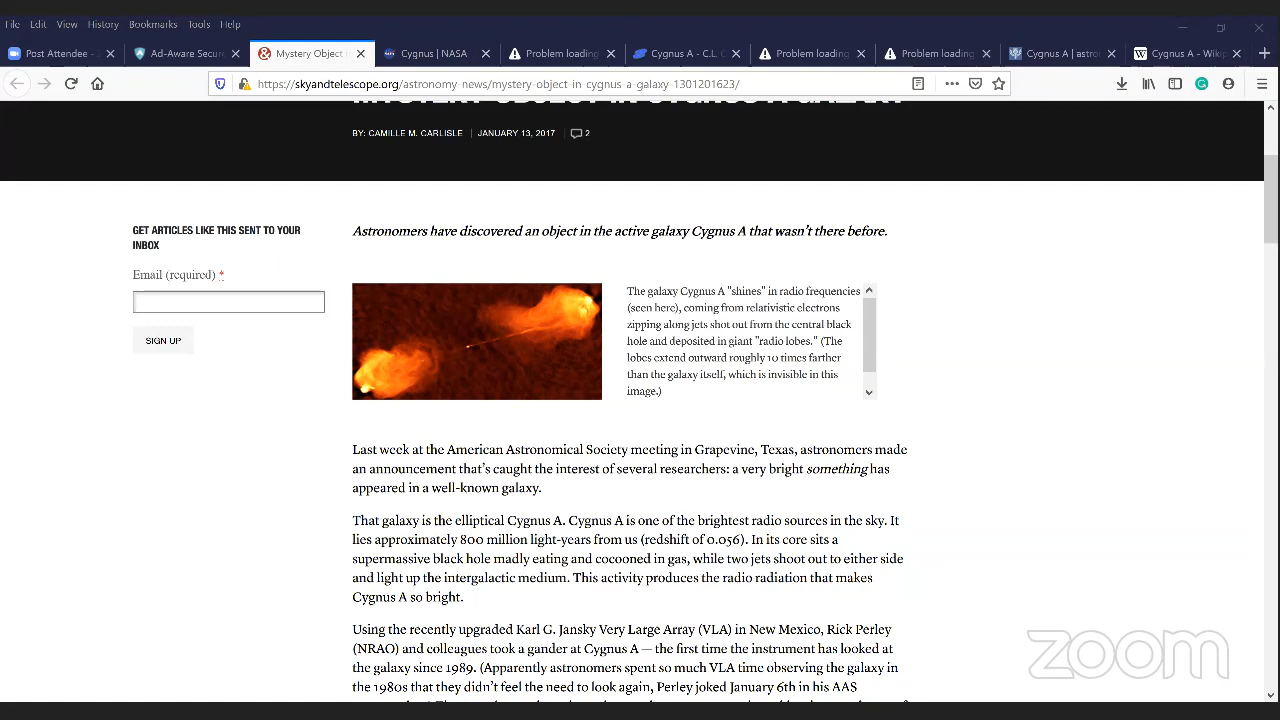 File Edit View History Bookmarks Tools Help
Post Attendee - Ad-Aware Secure Mystery Object Cygnus | NASA Problem loading Cygnus A - C.L. C Problem loading Problem loading Cygnus A | astro Cygnus A - Wikip
https://skyandtelescope.org/astronomy-news/mystery-object-in-cygnus-a-galaxy-1301201623/
BY: CAMILLE M. CARLISLE | JANUARY 13, 2017 | 2
GET ARTICLES LIKE THIS SENT TO YOUR
INBOX
Email (required) *
SIGN UP
Astronomers have discovered an object in the active galaxy Cygnus A that wasn't there before.
The galaxy Cygnus A "shines" in radio frequencies
(seen here), coming from relativistic electrons
zipping along jets shot out from the central black
hole and deposited in giant "radio lobes." (The
lobes extend outward roughly 10 times farther
than the galaxy itself, which is invisible in this
image.)
Last week at the American Astronomical Society meeting in Grapevine, Texas, astronomers made
an announcement that's caught the interest of several researchers: a very bright something has
appeared in a well-known galaxy.
That galaxy is the elliptical Cygnus A. Cygnus A is one of the brightest radio sources in the sky. It
lies approximately 800 million light-years from us (redshift of 0.056). In its core sits a
supermassive black hole madly eating and cocooned in gas, while two jets shoot out to either side
and light up the intergalactic medium. This activity produces the radio radiation that makes
Cygnus A so bright.
Using the recently upgraded Karl G. Jansky Very Large Array (VLA) in New Mexico, Rick Perley
(NRAO) and colleagues took a gander at Cygnus A — the first time the instrument has looked at
the galaxy since 1989. (Apparently astronomers spent so much VLA time observing the galaxy in
the 1980s that they didn't feel the need to look again, Perley joked January 6th in his AAS
zoom